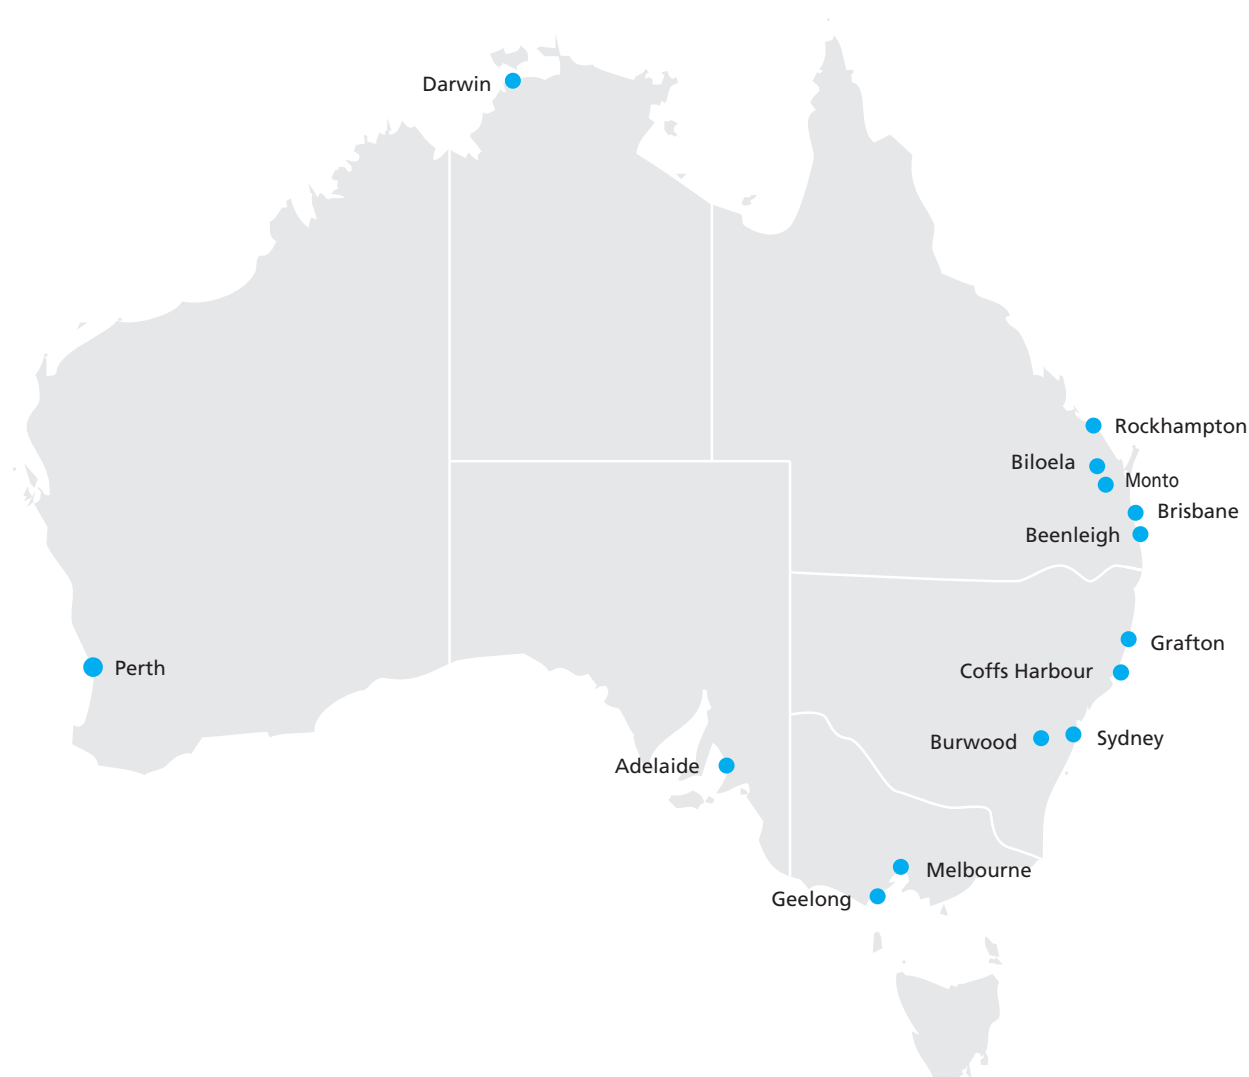 Darwin
Rockhampton
Biloela
Monto
Brisbane
Beenleigh
Grafton
Perth
Coffs Harbour
Sydney
Burwood
Adelaide
Melbourne
Geelong